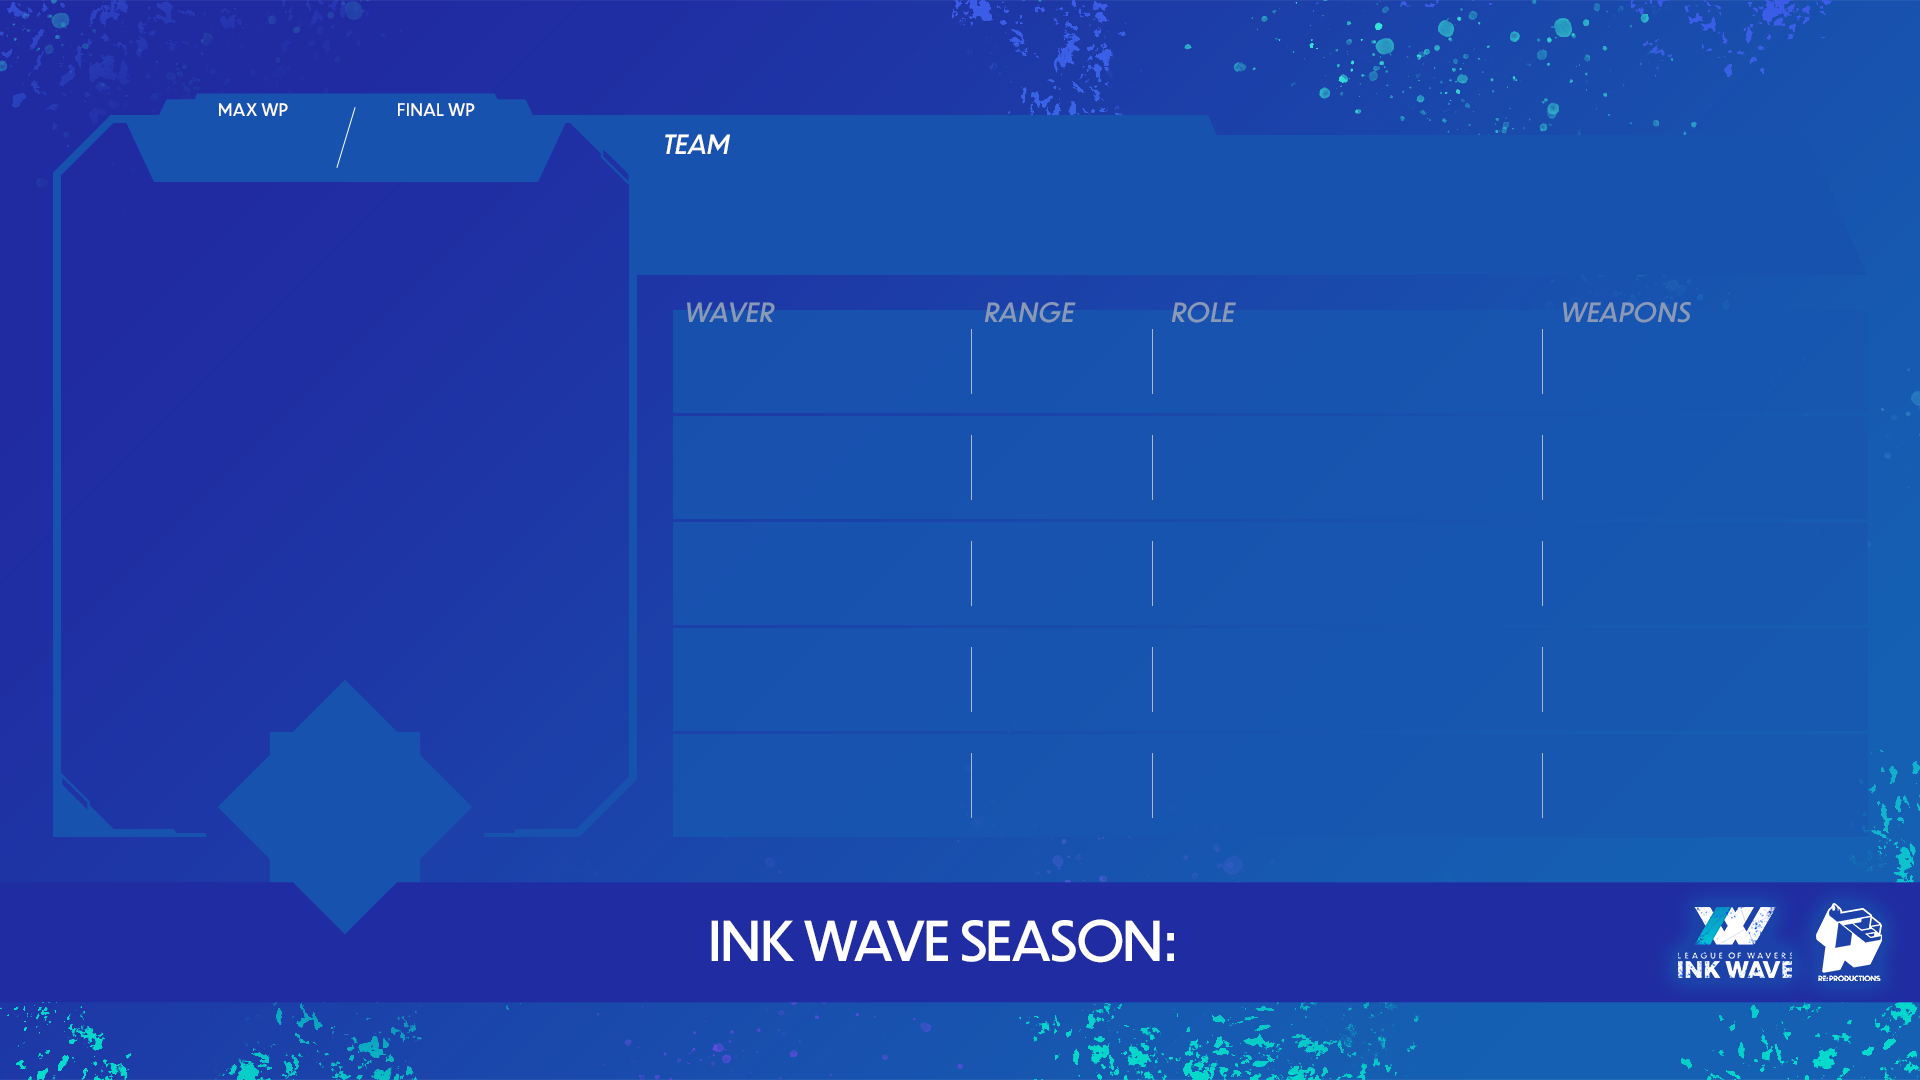 MAX WP
FINAL WP
TEAM
WAVER
RANGE
ROLE
WEAPONS
INK WAVE SEASON:
LEAGUE OF WAVERS
INK WAVE
RE:PRODUCTIONS